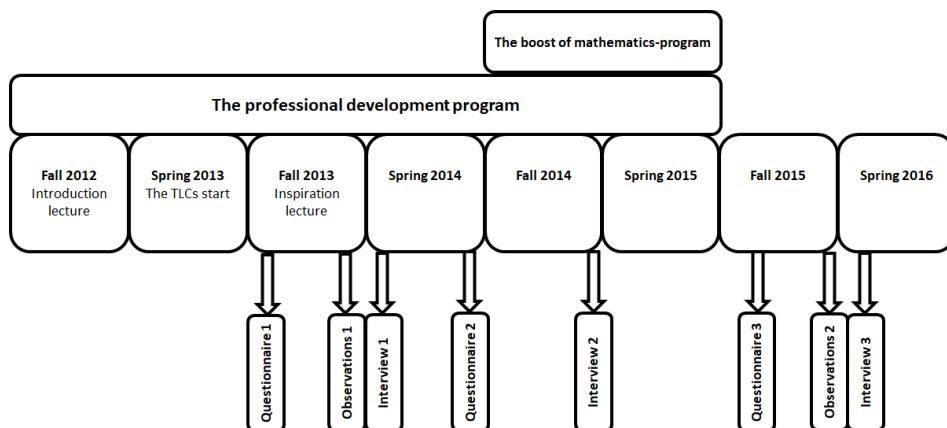 The boost of mathematics-program
The professional development program
Fall 2012
Introduction
lecture
Spring 2013
The TLCs start
Fall 2013
Inspiration
lecture
Spring 2014
Fall 2014
Spring 2015
Fall 2015
Spring 2016
Questionnaire 1
Observations 1
Interview 1
Questionnaire 2
Interview 2
Questionnaire 3
Observations 2
Interview 3